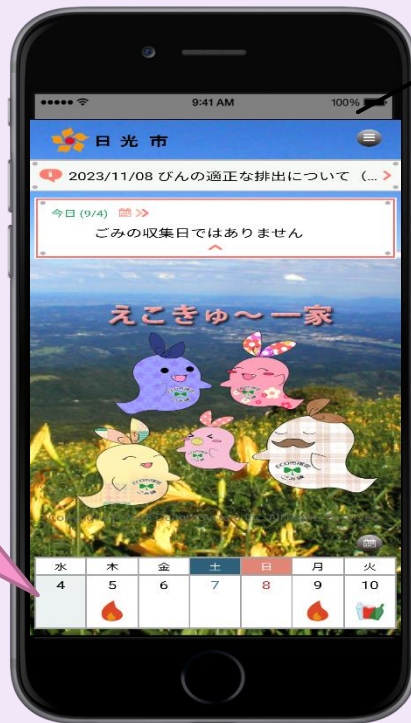 9:41 AM 100%
日光市
2023/11/08 びんの適正な排出について（...
今日 (9/4)
ごみの収集日ではありません
えこきゅ～一家
水 木 金 土 日 月 火
4 5 6 7 8 9 10